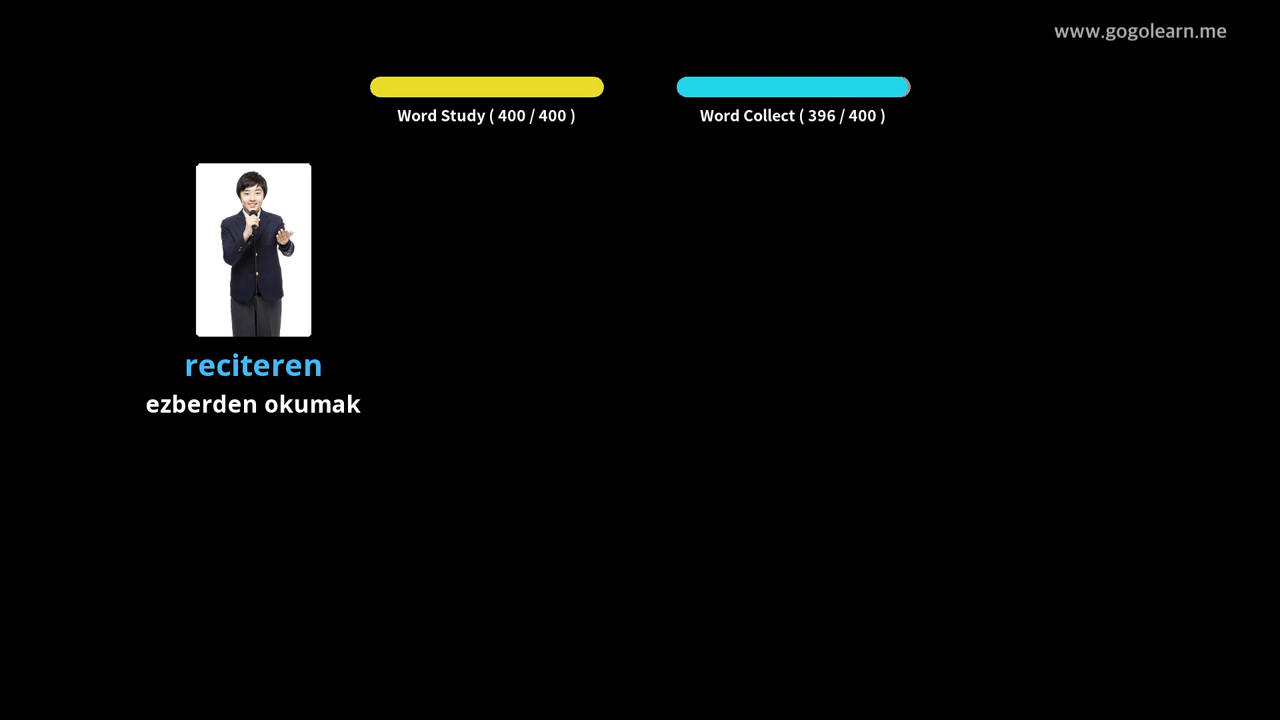 www.gogolearn.me
Word Study ( 400 / 400 )
Word Collect ( 396 / 400 )
reciteren
ezberden okumak